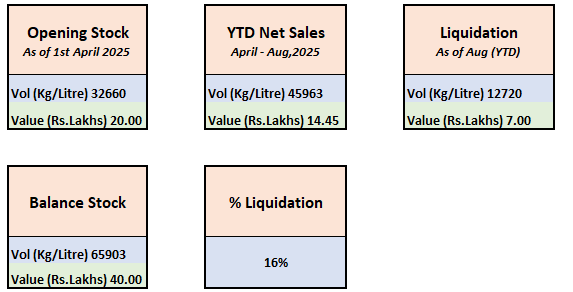 Opening Stock
As of 1st April 2025
Vol (Kg/Litre) 32660
Value (Rs.Lakhs) 20.00
YTD Net Sales
April - Aug,2025
Vol (Kg/Litre) 45963
Value (Rs.Lakhs) 14.45
Liquidation
As of Aug (YTD)
Vol (Kg/Litre) 12720
Value (Rs.Lakhs) 7.00
Balance Stock
Vol (Kg/Litre) 65903
Value (Rs.Lakhs) 40.00
% Liquidation
16%